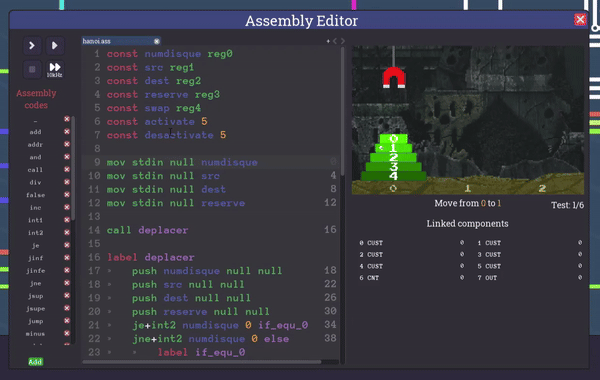 Assembly Editor
10kHz
Assembly
codes
–
add
addr
and
call
div
false
inc
int1
int2
je
jinf
jinfe
jne
jsup
jsupe
jump
minus
Add
hanoi.ass
1 const numdisque reg0
2 const src reg1
3 const dest reg2
4 const reserve reg3
5 const swap reg4
6 const activate 5
7 const desactivate 5
8
9 mov stdin null numdisque 0
10 mov stdin null src 4
11 mov stdin null dest 8
12 mov stdin null reserve 12
13
14 call deplacer 16
15
16 label deplacer
17 push numdisque null null 18
18 push src null null 22
19 push dest null null 26
20 push reserve null null 30
21 je+int2 numdisque 0 if_equ_0 34
22 jne+int2 numdisque 0 else 38
23 label if_equ_0
0
1
2
3
4
0 1 2
Move from 0 to 1
Test: 1/6
Linked components
0 CUST 0 1 CUST 0
2 CUST 0 3 CUST 0
4 CUST 0 5 CUST 0
6 CNT 0 7 OUT 0